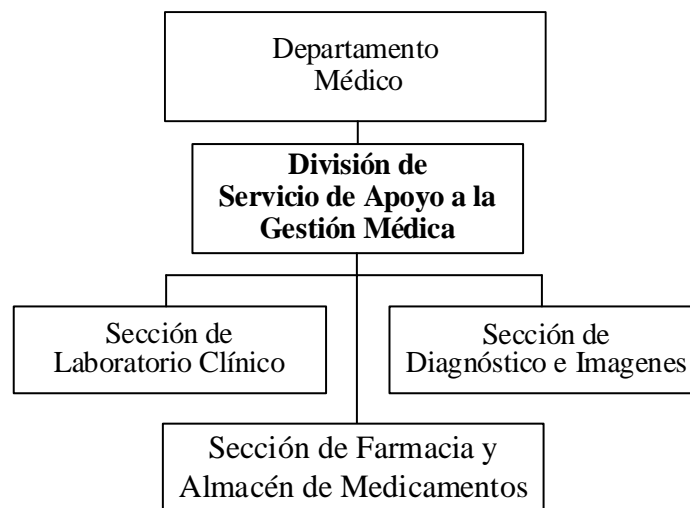 Departamento
Médico
División de
Servicio de Apoyo a la
Gestión Médica
Sección de
Laboratorio Clínico
Sección de
Diagnóstico e Imagenes
Sección de Farmacia y
Almacén de Medicamentos